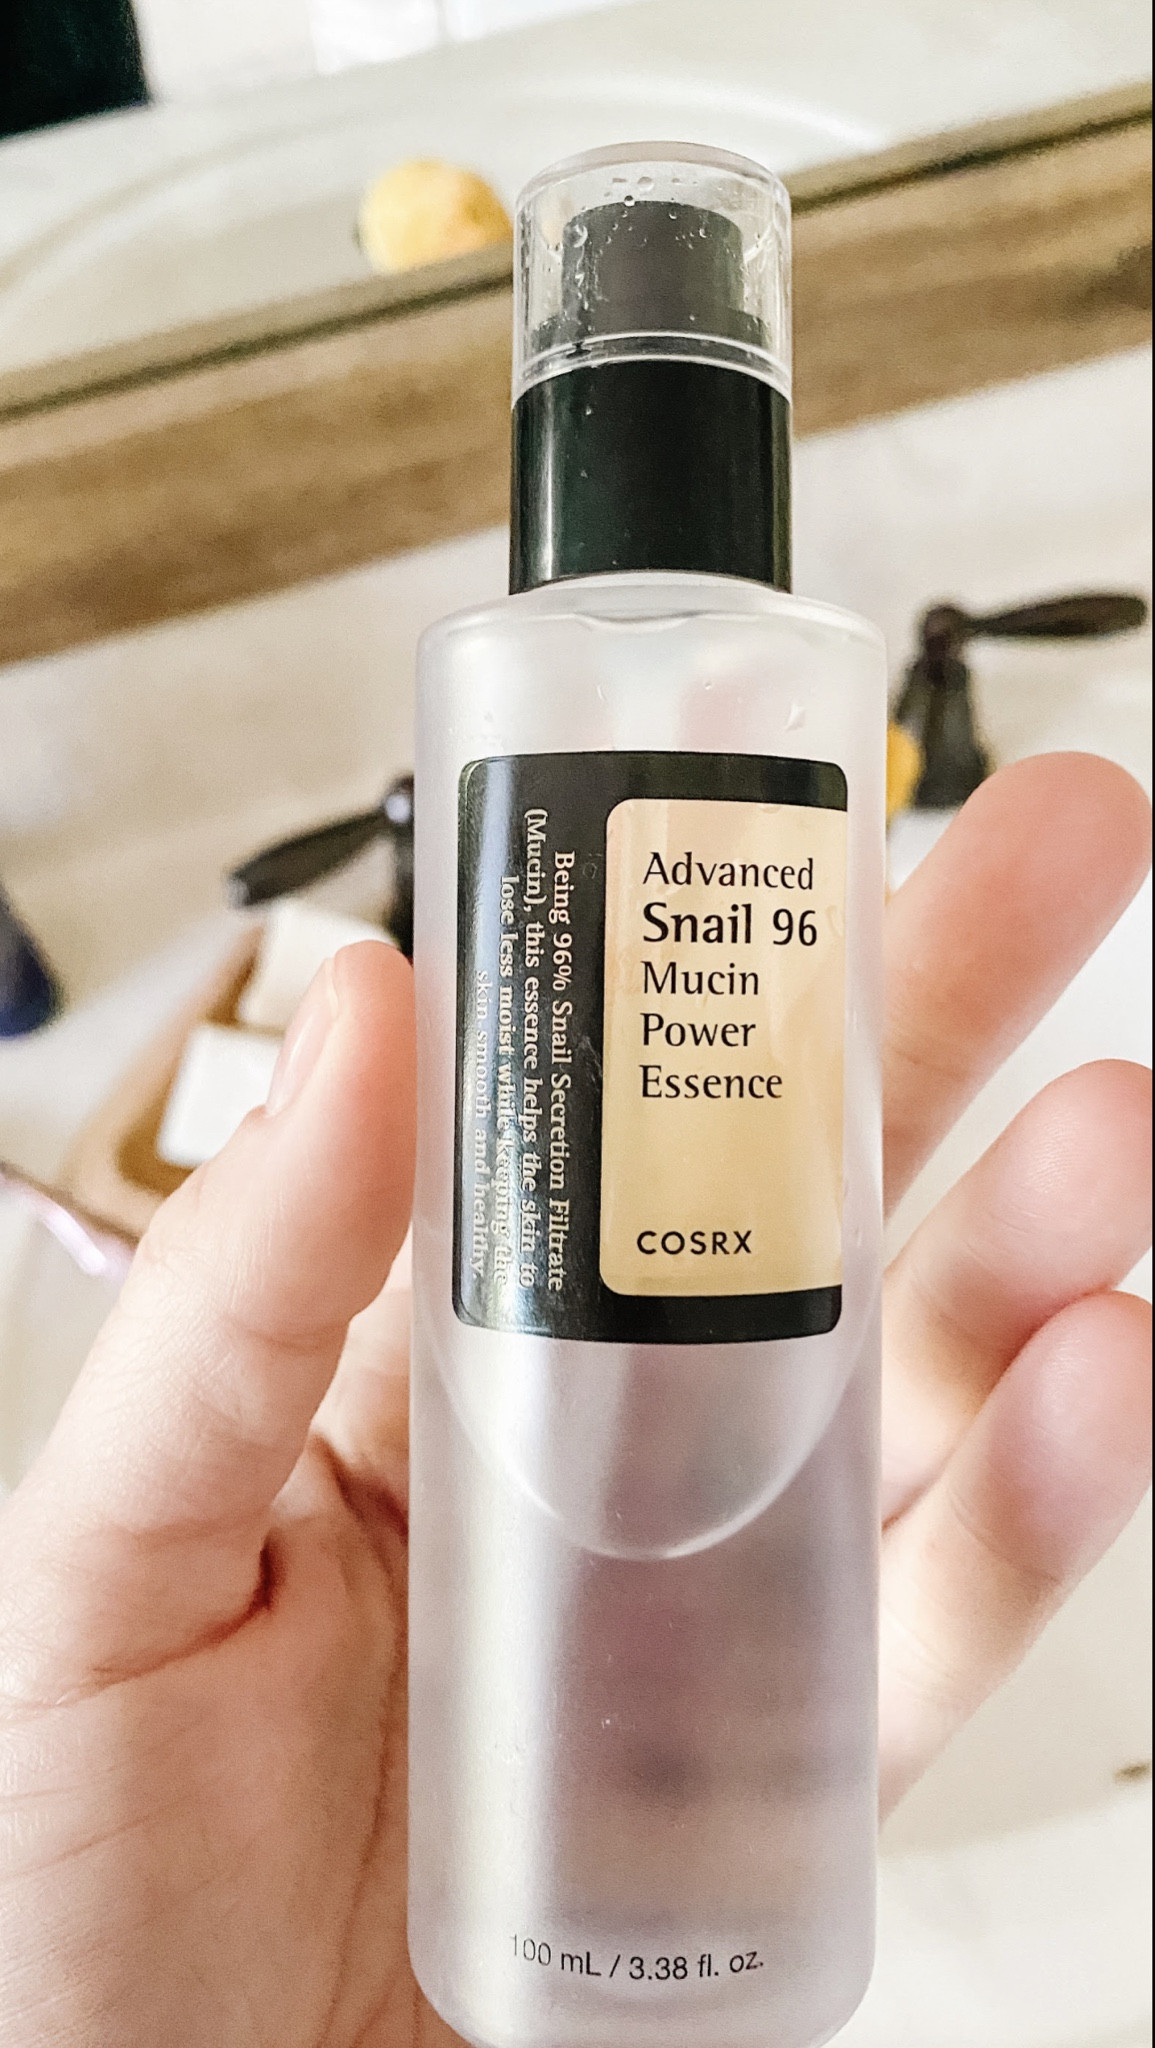 Advanced
Snail 96
Mucin
Power
Essence
COSRX
Being 96% Snail Secretion Filtrate
(Mucin), this essence helps the skin to
lose less moist while keeping the
skin smooth and healthy.
100 mL / 3.38 fl. oz.